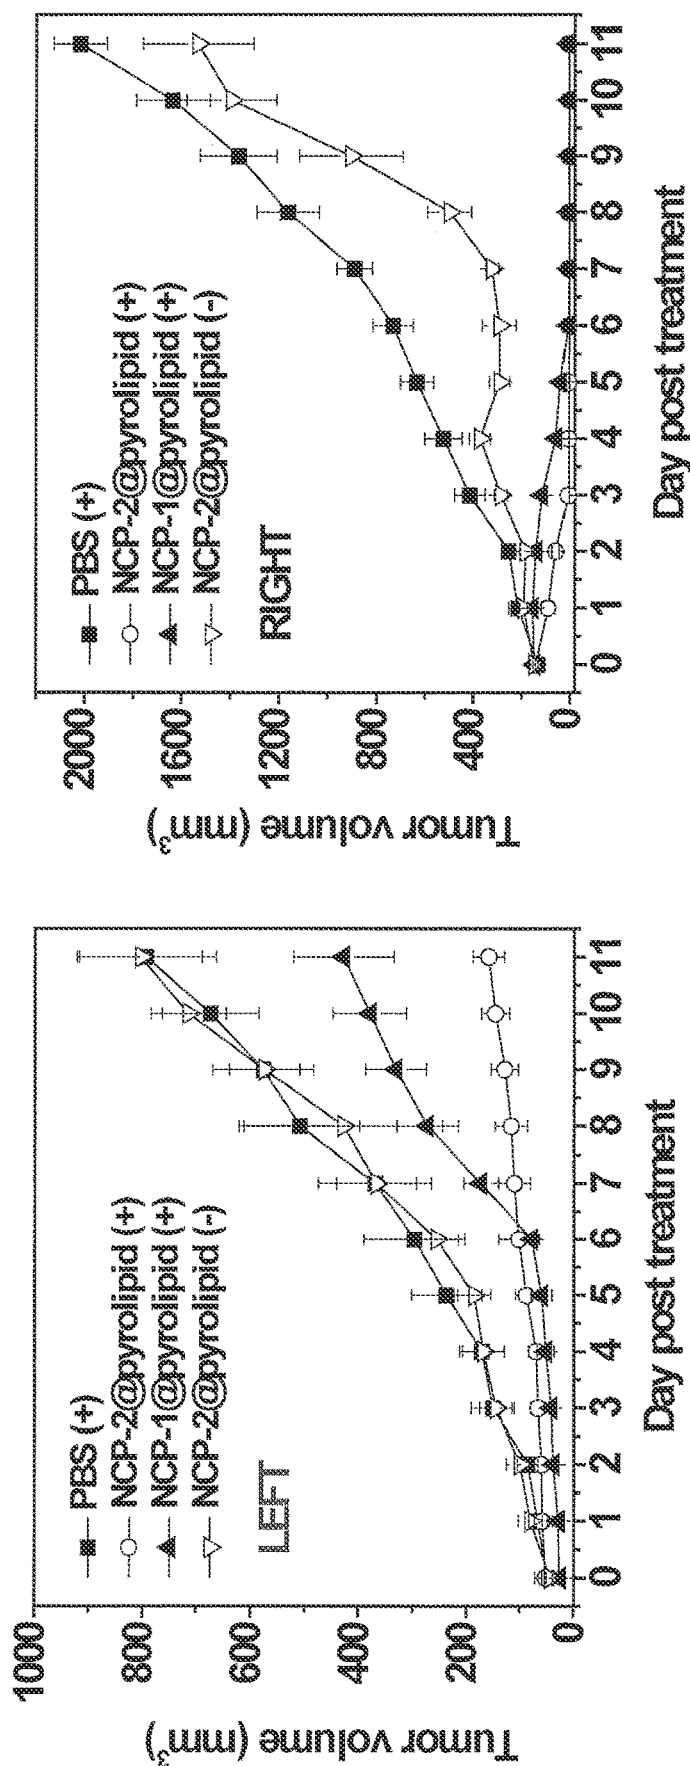 1000
800
600
400
200
0
Tumor volume (mm³)
PBS (+)
NCP-2@pyrolipid (+)
NCP-1@pyrolipid (+)
NCP-2@pyrolipid (-)
LEFT
0 1 2 3 4 5 6 7 8 9 10 11
Day post treatment
2000
1600
1200
800
400
0
Tumor volume (mm³)
PBS (+)
NCP-2@pyrolipid (+)
NCP-1@pyrolipid (+)
NCP-2@pyrolipid (-)
RIGHT
0 1 2 3 4 5 6 7 8 9 10 11
Day post treatment